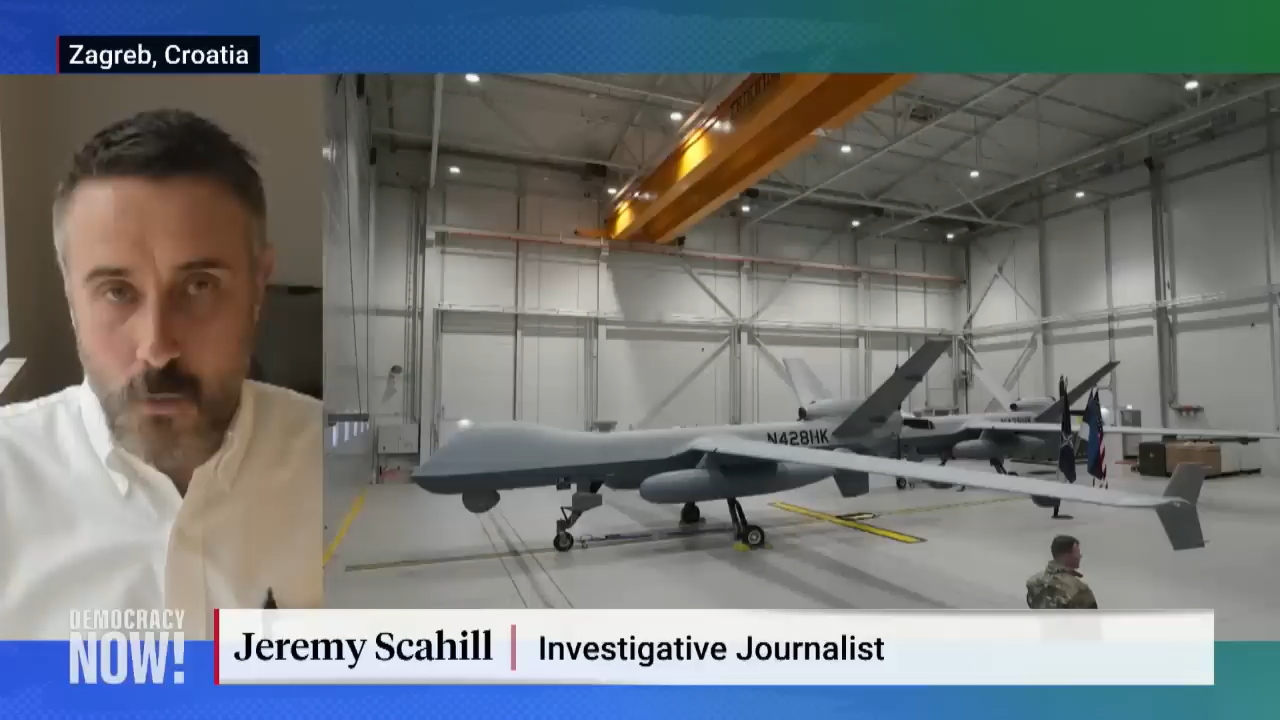 Zagreb, Croatia
N428HK
DEMOCRACY
NOW!
Jeremy Scahill | Investigative Journalist